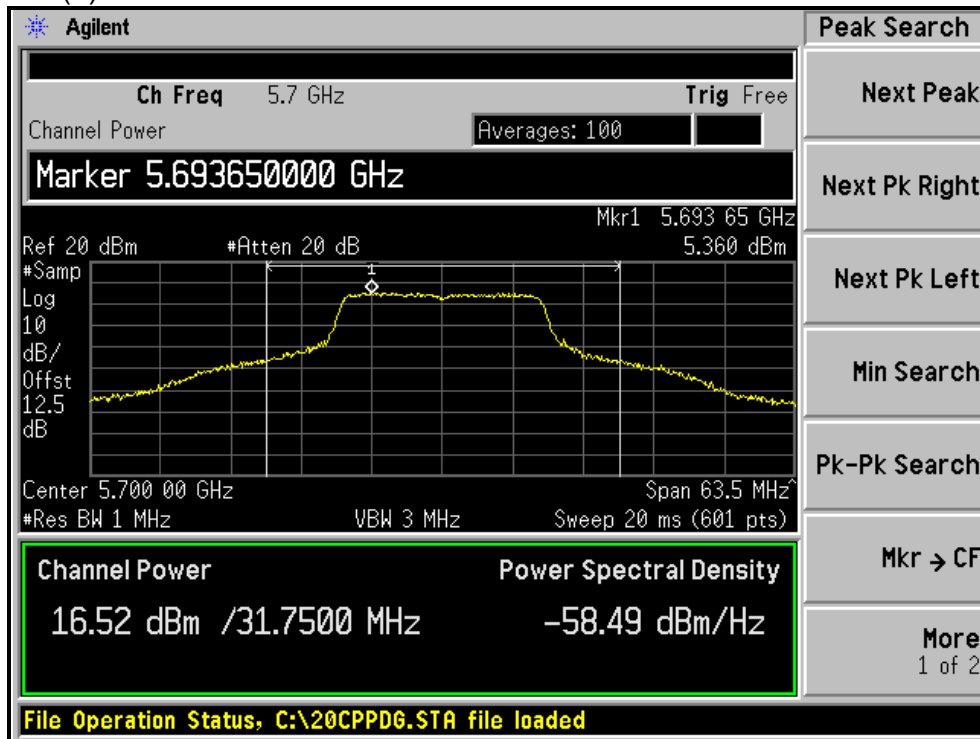 Agilent
Peak Search
Ch Freq 5.7 GHz Trig Free
Channel Power Averages: 100
Marker 5.693650000 GHz
Mkr1 5.693 65 GHz
Ref 20 dBm #Atten 20 dB 5.360 dBm
#Samp
Log
10
dB/
Offst
12.5
dB
1
Center 5.700 00 GHz Span 63.5 MHz^
#Res BW 1 MHz VBW 3 MHz Sweep 20 ms (601 pts)
Channel Power Power Spectral Density
16.52 dBm /31.7500 MHz -58.49 dBm/Hz
Next Peak
Next Pk Right
Next Pk Left
Min Search
Pk-Pk Search
Mkr → CF
More
1 of 2
File Operation Status, C:\20CPPDG.STA file loaded